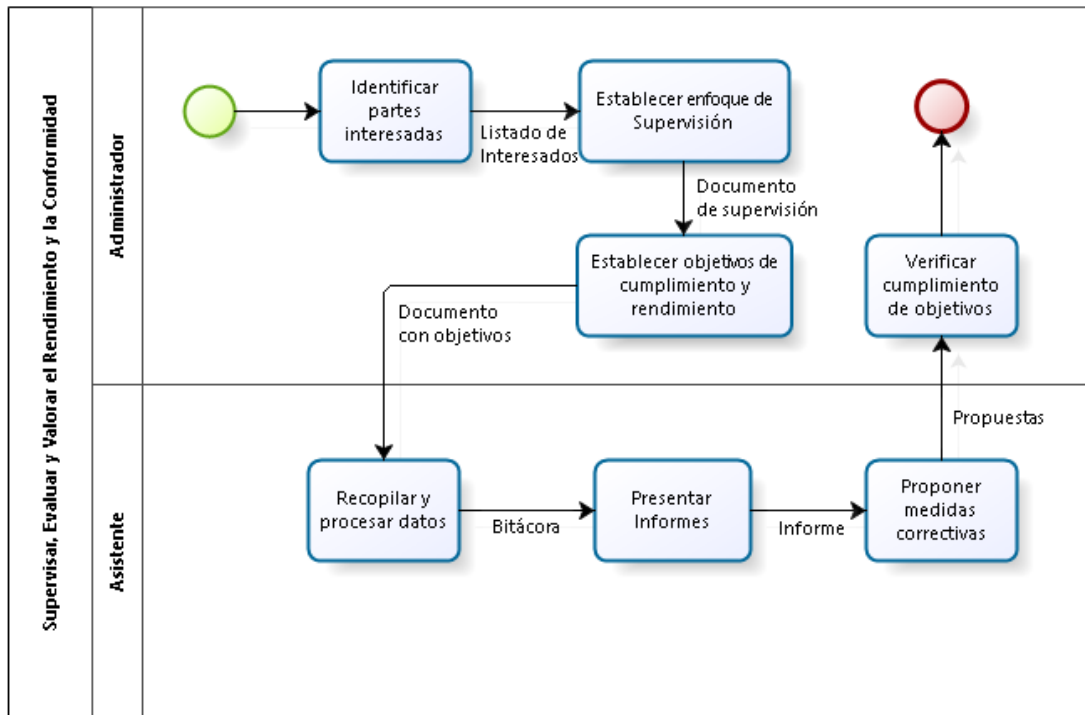 Supervisar, Evaluar y Valorar el Rendimiento y la Conformidad
Administrador
Identificar
partes
interesadas
Listado de
Interesados
Establecer enfoque de
Supervisión
Documento
de supervisión
Establecer objetivos de
cumplimiento y
rendimiento
Documento
con objetivos
Verificar
cumplimiento
de objetivos
Asistente
Recopilar y
procesar datos
Bitácora
Presentar
Informes
Informe
Proponer
medidas
correctivas
Propuestas